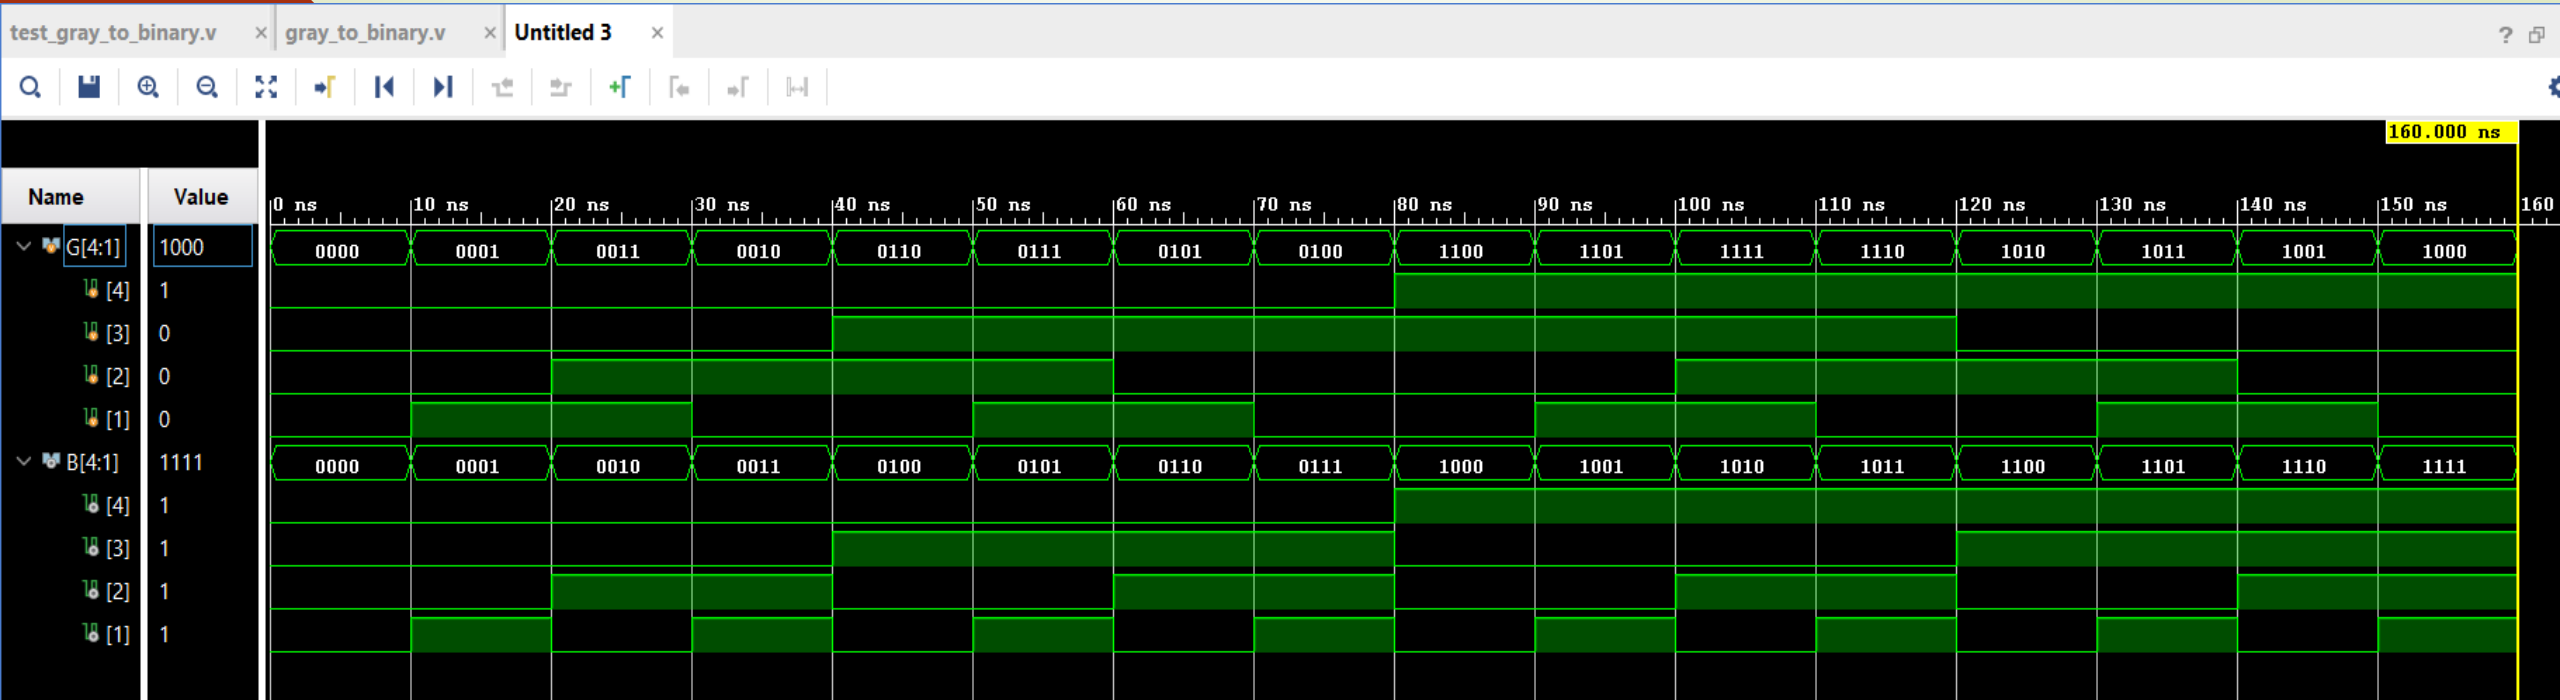 test_gray_to_binary.v × gray_to_binary.v × Untitled 3 ×
?
160.000 ns
Name Value
0 ns 10 ns 20 ns 30 ns 40 ns 50 ns 60 ns 70 ns 80 ns 90 ns 100 ns 110 ns 120 ns 130 ns 140 ns 150 ns 160
G[4:1] 1000 0000 0001 0011 0010 0110 0111 0101 0100 1100 1101 1111 1110 1010 1011 1001 1000
[4] 1
[3] 0
[2] 0
[1] 0
B[4:1] 1111 0000 0001 0010 0011 0100 0101 0110 0111 1000 1001 1010 1011 1100 1101 1110 1111
[4] 1
[3] 1
[2] 1
[1] 1